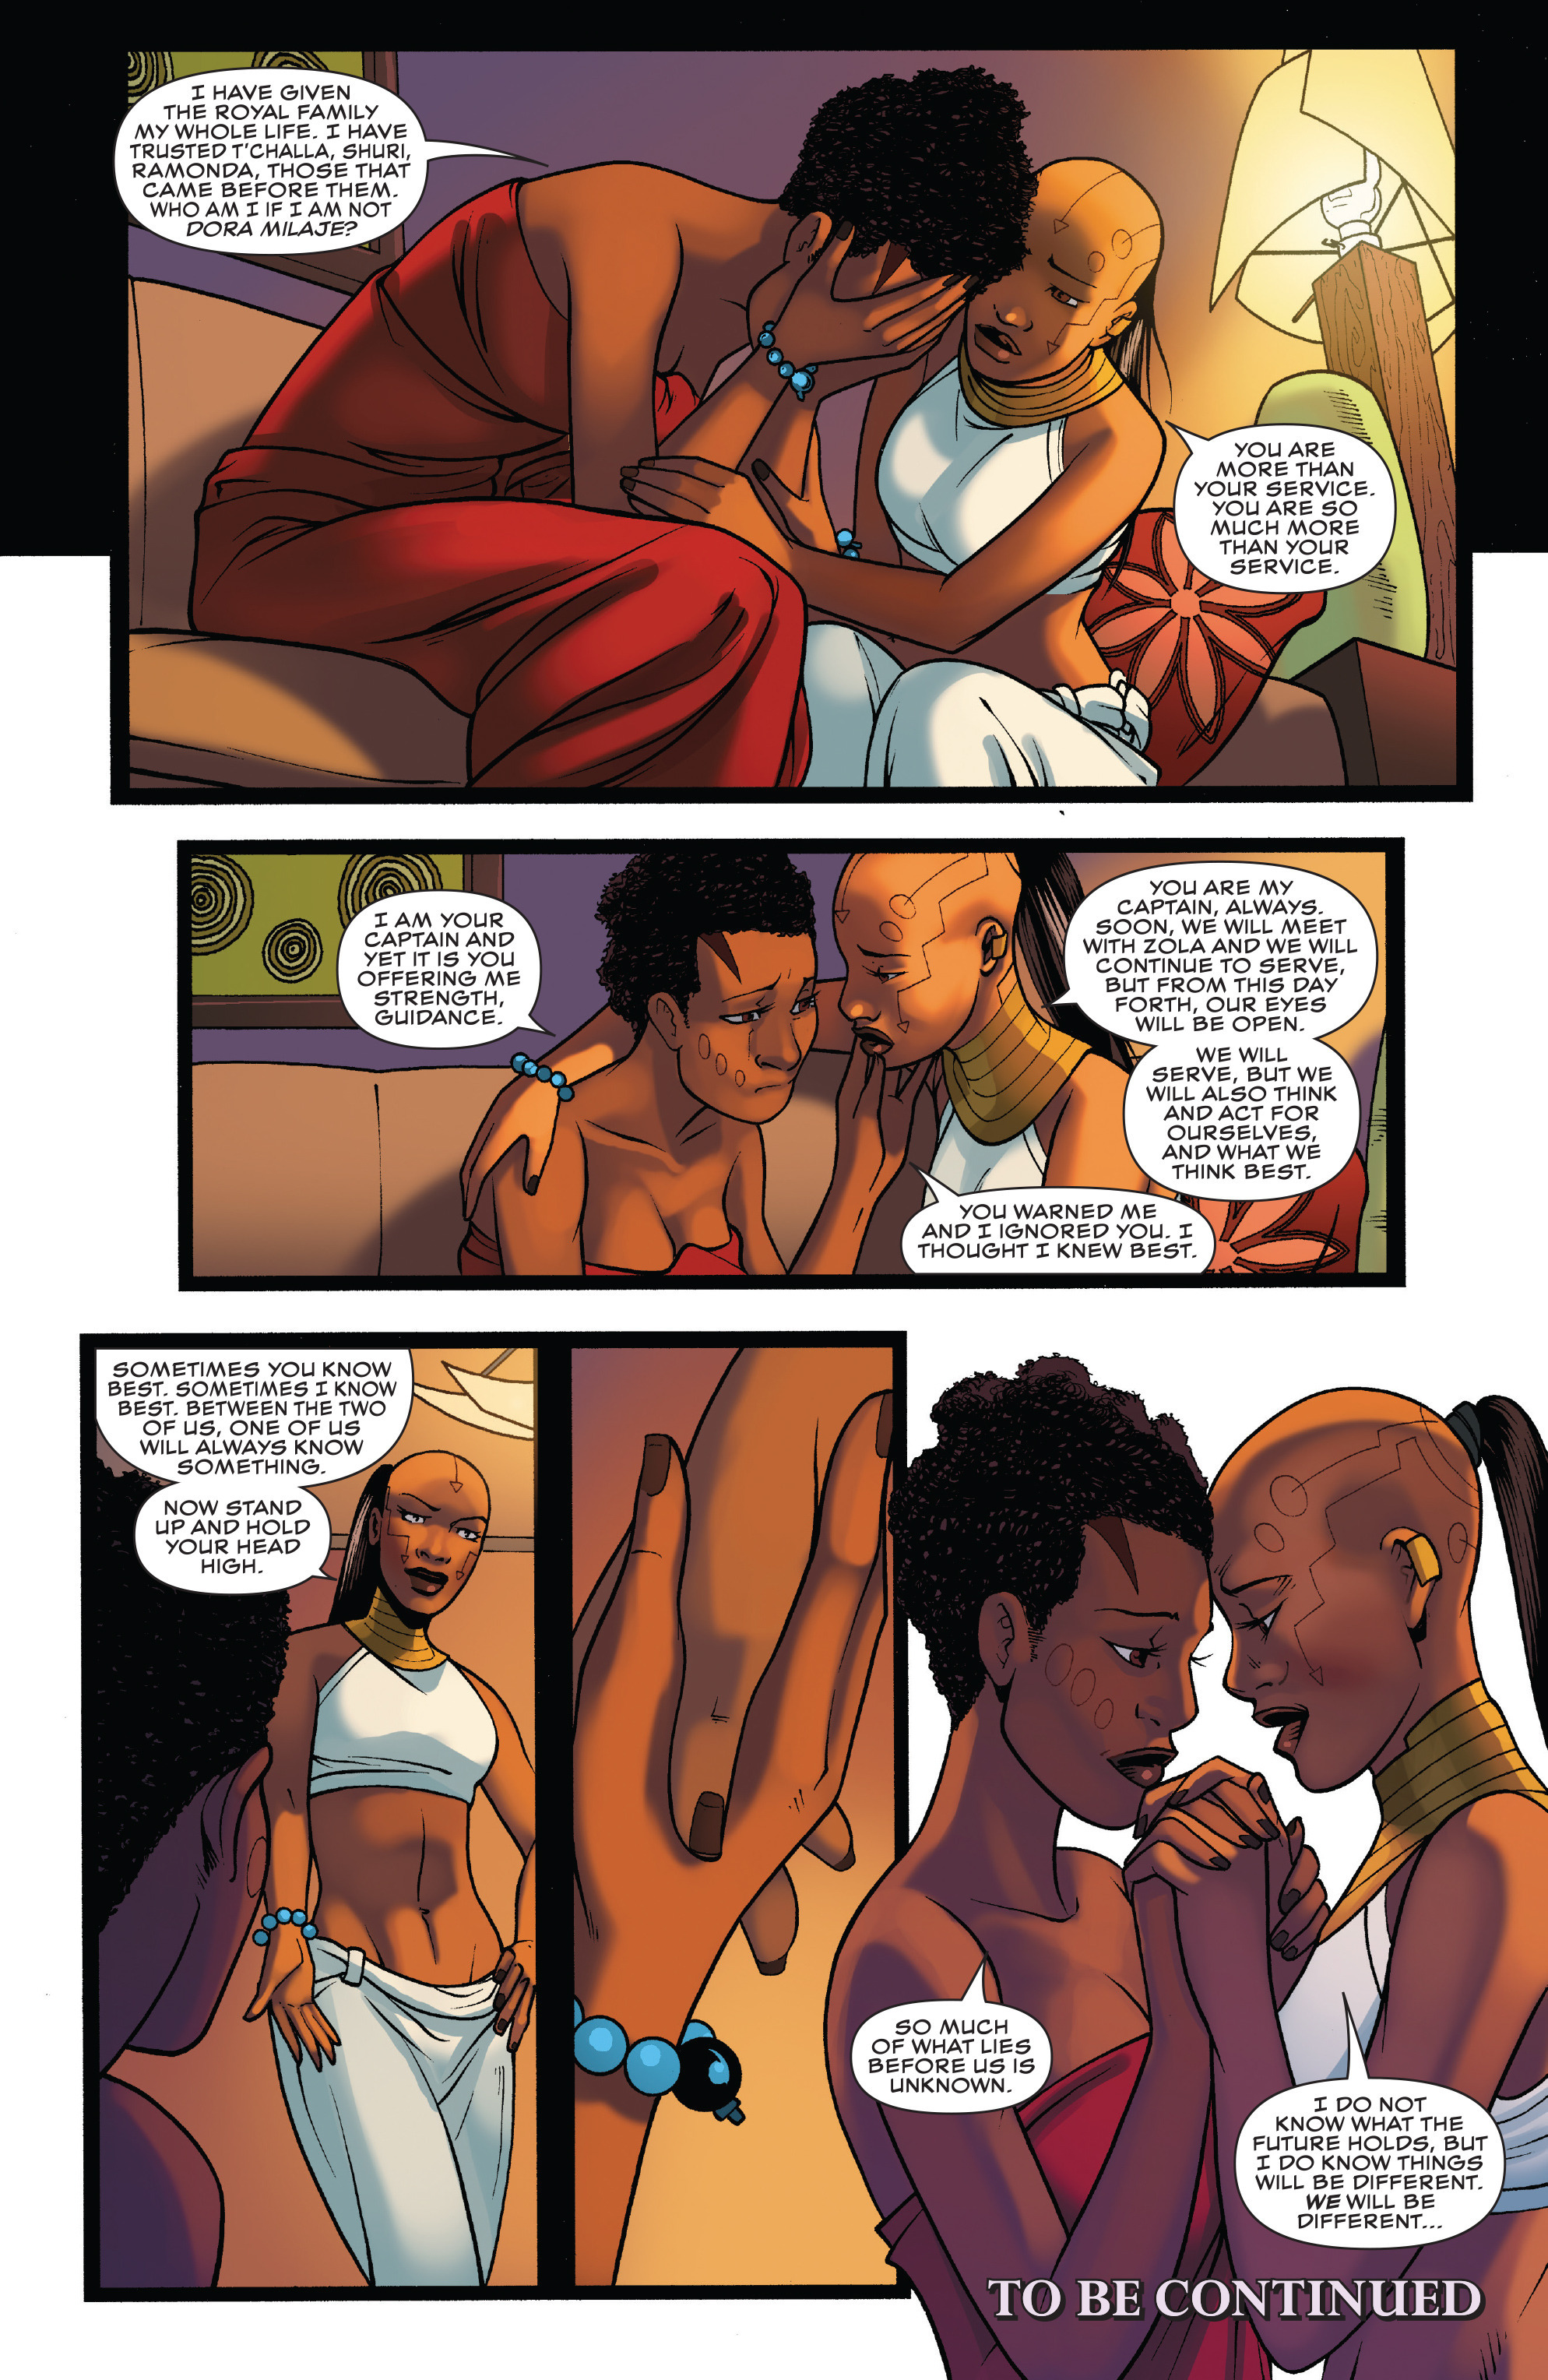 I HAVE GIVEN
THE ROYAL FAMILY
MY WHOLE LIFE. I HAVE
TRUSTED T'CHALLA, SHURI,
RAMONDA, THOSE THAT
CAME BEFORE THEM.
WHO AM I IF I AM NOT
DORA MILAJE?
YOU ARE
MORE THAN
YOUR SERVICE.
YOU ARE SO
MUCH MORE
THAN YOUR
SERVICE.
I AM YOUR
CAPTAIN AND
YET IT IS YOU
OFFERING ME
STRENGTH,
GUIDANCE.
YOU ARE MY
CAPTAIN, ALWAYS.
SOON, WE WILL MEET
WITH ZOLA AND WE WILL
CONTINUE TO SERVE,
BUT FROM THIS DAY
FORTH, OUR EYES
WILL BE OPEN.
WE WILL
SERVE, BUT WE
WILL ALSO THINK
AND ACT FOR
OURSELVES,
AND WHAT WE
THINK BEST.
YOU WARNED ME
AND I IGNORED YOU. I
THOUGHT I KNEW BEST.
SOMETIMES YOU KNOW
BEST. SOMETIMES I KNOW
BEST. BETWEEN THE TWO
OF US, ONE OF US
WILL ALWAYS KNOW
SOMETHING.
NOW STAND
UP AND HOLD
YOUR HEAD
HIGH.
SO MUCH
OF WHAT LIES
BEFORE US IS
UNKNOWN.
I DO NOT
KNOW WHAT THE
FUTURE HOLDS, BUT
I DO KNOW THINGS
WILL BE DIFFERENT.
WE WILL BE
DIFFERENT...
TO BE CONTINUED